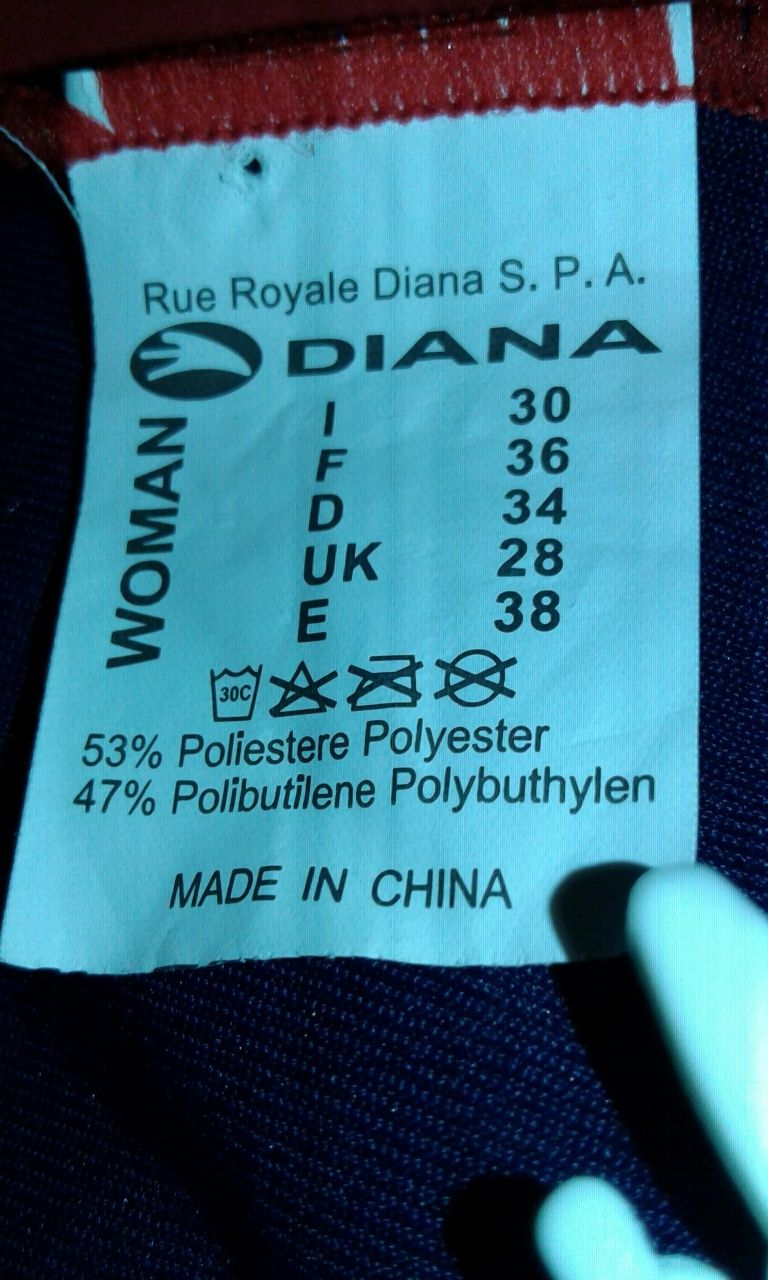 Rue Royale Diana S. P. A.
DIANA
WOMAN
I 30
F 36
D 34
UK 28
E 38
30C
53% Poliestere Polyester
47% Polibutilene Polybuthylen
MADE IN CHINA